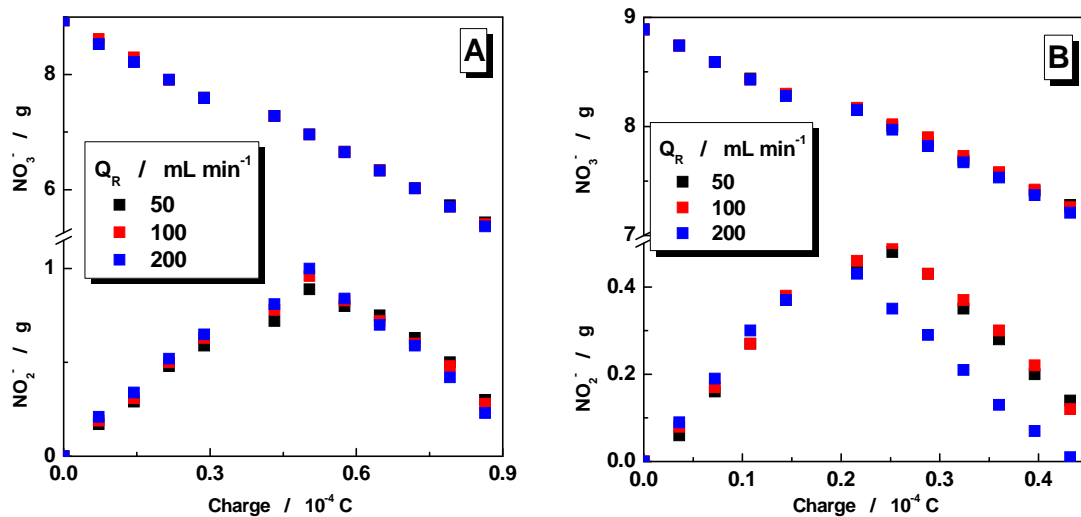 A
8
6
1
0
NO₃⁻ / g
NO₂⁻ / g
Q_R / mL min⁻¹
50
100
200
0.0 0.3 0.6 0.9
Charge / 10⁻⁴ C
B
9
8
7
0.4
0.2
0.0
NO₃⁻ / g
NO₂⁻ / g
Q_R / mL min⁻¹
50
100
200
0.0 0.1 0.2 0.3 0.4
Charge / 10⁻⁴ C